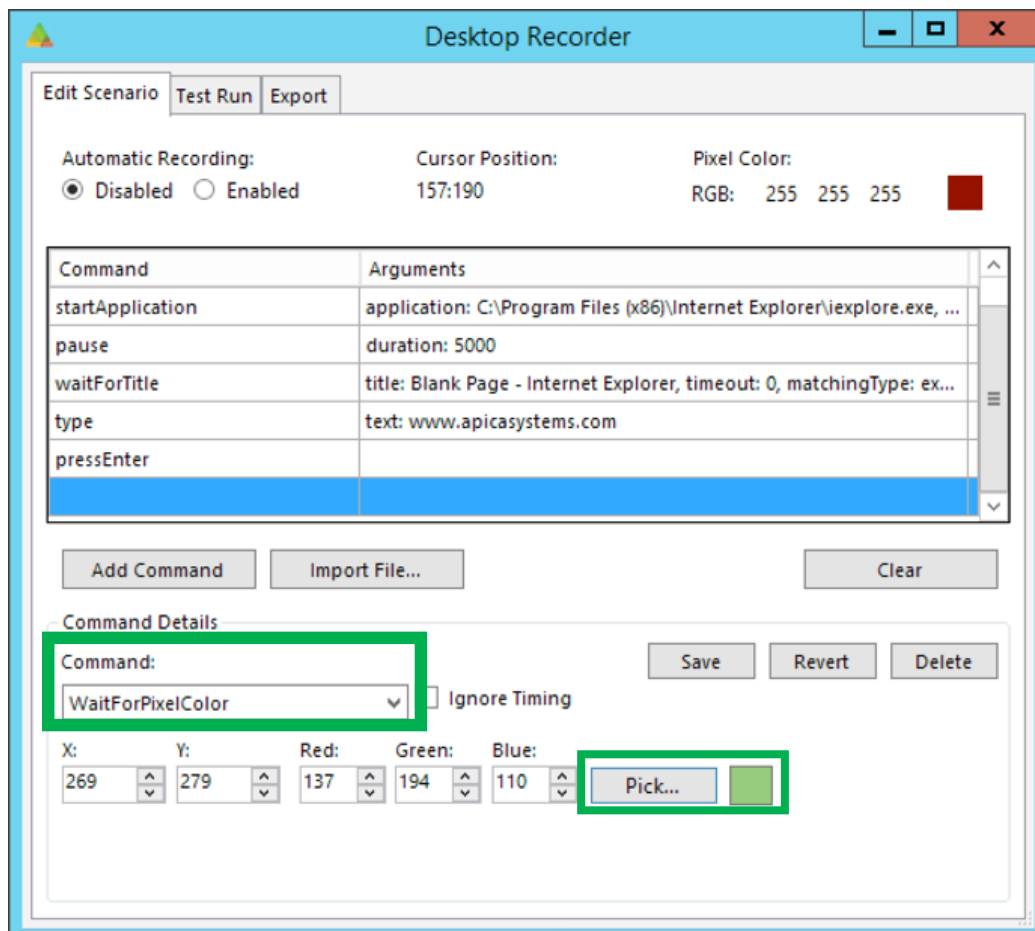 Desktop Recorder
Edit Scenario Test Run Export
Automatic Recording: Cursor Position: Pixel Color:
Disabled Enabled 157:190 RGB: 255 255 255
Command Arguments
startApplication application: C:\Program Files (x86)\Internet Explorer\iexplore.exe, ...
pause duration: 5000
waitForTitle title: Blank Page - Internet Explorer, timeout: 0, matchingType: ex...
type text: www.apicasystems.com
pressEnter
Add Command Import File... Clear
Command Details
Command: Save Revert Delete
WaitForPixelColor Ignore Timing
X: Y: Red: Green: Blue:
269 279 137 194 110 Pick...